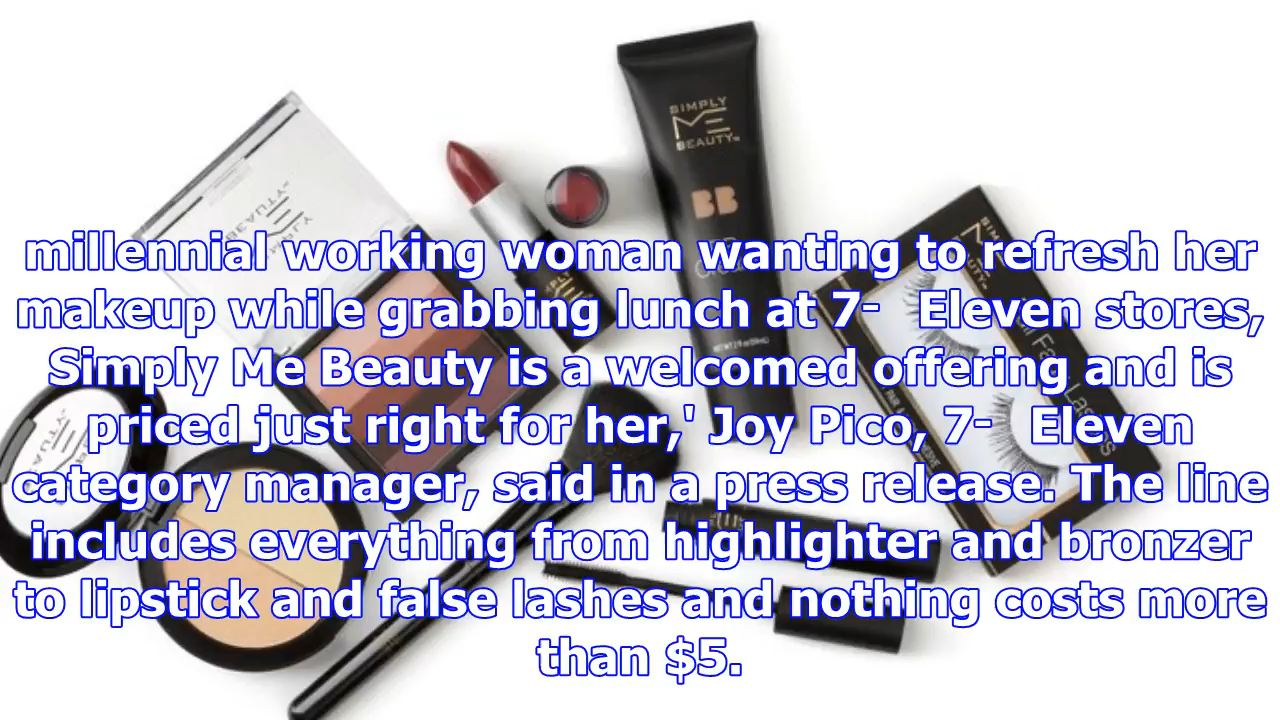 SIMPLY
ME
BEAUTY
BB
millennial working woman wanting to refresh her
makeup while grabbing lunch at 7- Eleven stores,
Simply Me Beauty is a welcomed offering and is
priced just right for her,' Joy Pico, 7- Eleven
category manager, said in a press release. The line
includes everything from highlighter and bronzer
to lipstick and false lashes and nothing costs more
than $5.